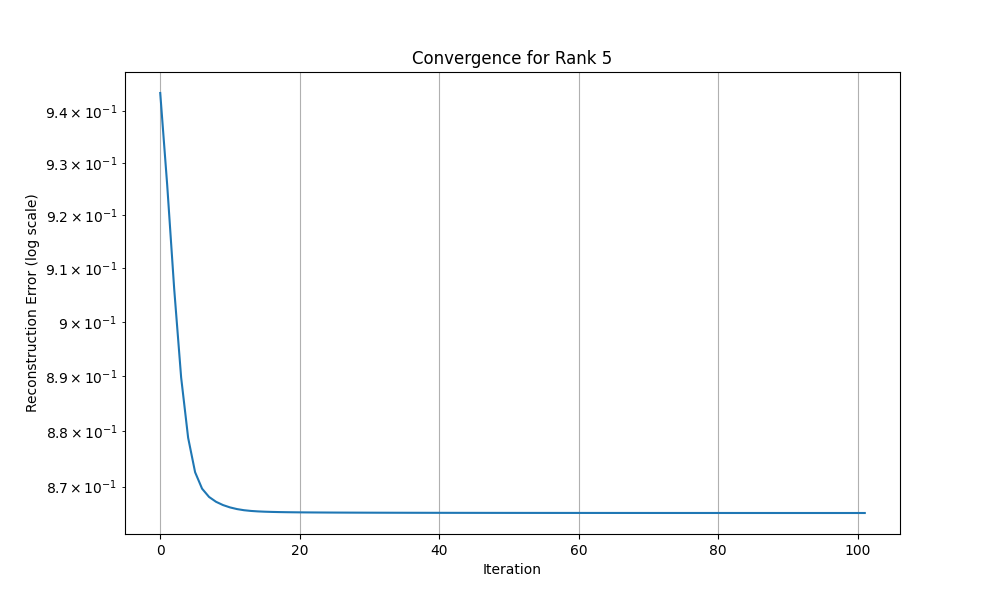 Convergence for Rank 5
Reconstruction Error (log scale)
9.4 × 10⁻¹
9.3 × 10⁻¹
9.2 × 10⁻¹
9.1 × 10⁻¹
9 × 10⁻¹
8.9 × 10⁻¹
8.8 × 10⁻¹
8.7 × 10⁻¹
0 20 40 60 80 100
Iteration